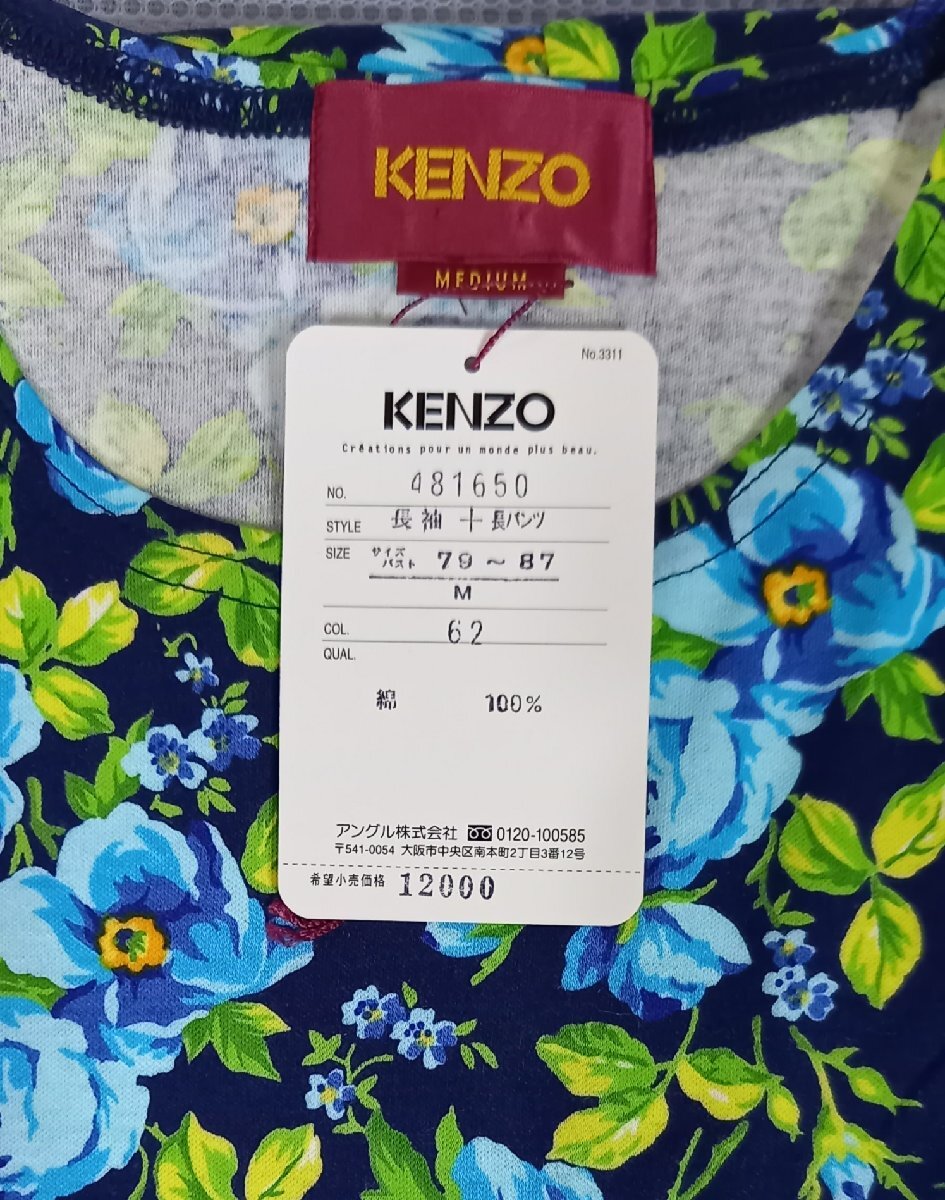 KENZO
MEDIUM
No.3311
KENZO
Créations pour un monde plus beau.
NO. 481650
STYLE 長袖 + 長パンツ
SIZE サイズ バスト 79 ~ 87
M
COL. 62
QUAL.
綿 100%
アングル株式会社 0120-100585
〒541-0054 大阪市中央区南本町2丁目3番12号
希望小売価格 12000